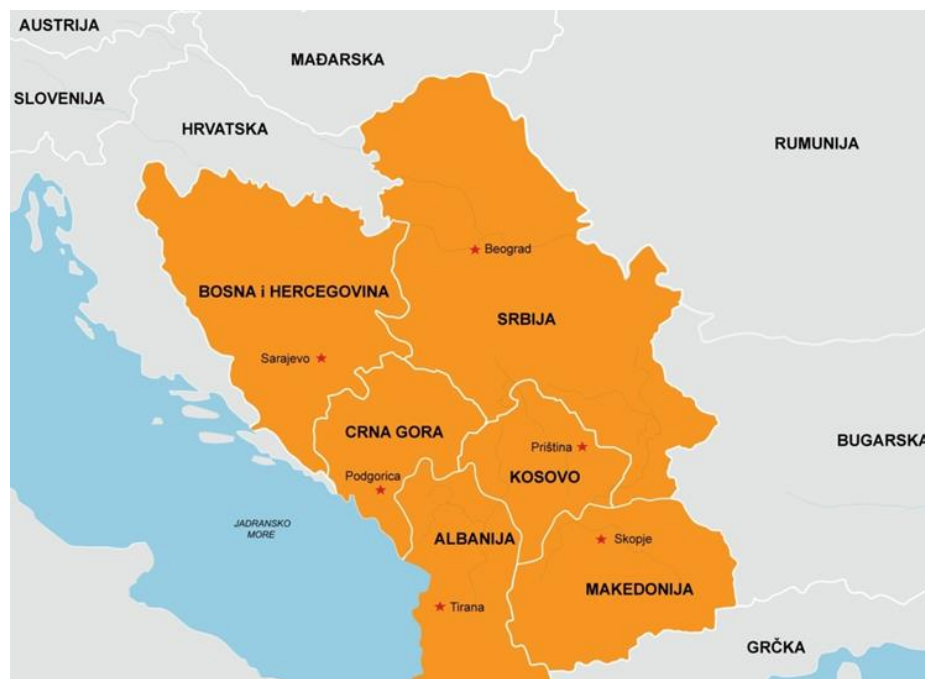 AUSTRIJA
MAĐARSKA
SLOVENIJA
HRVATSKA
RUMUNIJA
Beograd
BOSNA i HERCEGOVINA
SRBIJA
Sarajevo
CRNA GORA
BUGARSKA
Priština
Podgorica
KOSOVO
JADRANSKO
MORE
ALBANIJA
Skopje
MAKEDONIJA
Tirana
GRČKA